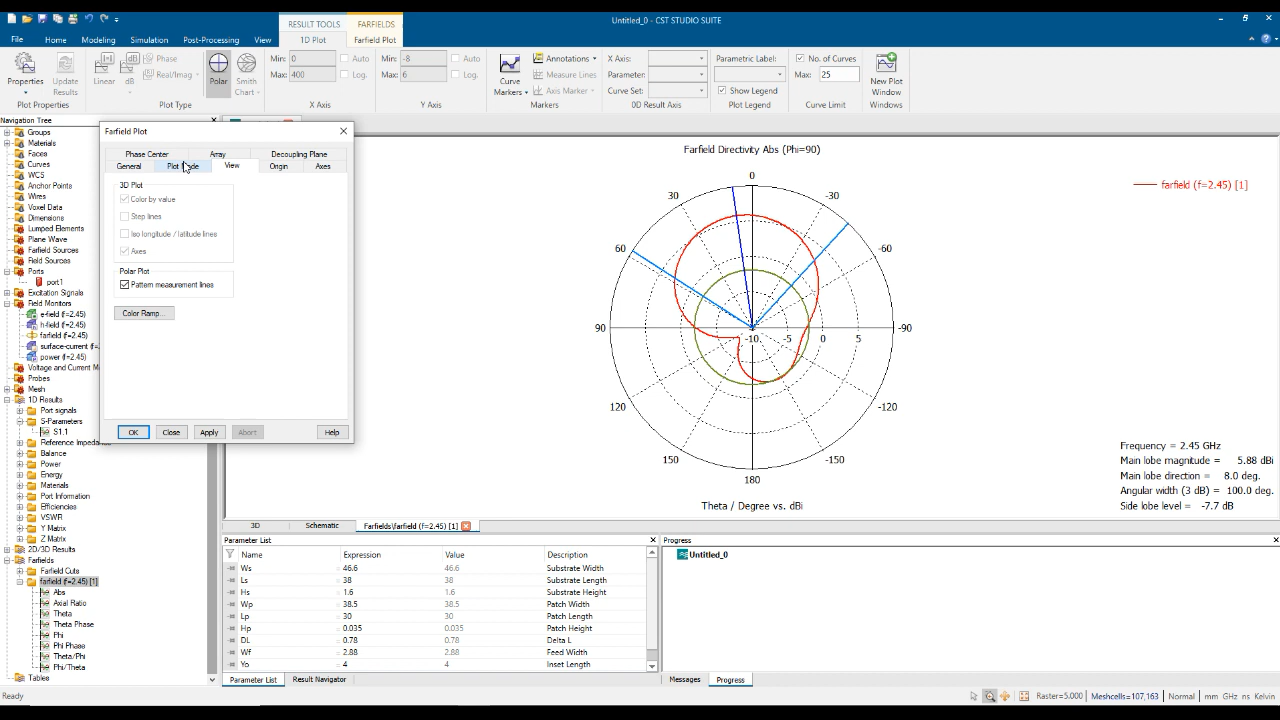 Untitled_0 - CST STUDIO SUITE
RESULT TOOLS FARFIELDS
File Home Modeling Simulation Post-Processing View 1D Plot Farfield Plot
Properties
Update Results
Plot Properties
Linear
dB
Phase
Real/Imag
Polar
Smith Chart
Plot Type
Min: 0 Auto
Max: 400 Log.
X Axis
Min: -8 Auto
Max: 6 Log.
Y Axis
Curve Markers
Annotations
Measure Lines
Axis Marker
Markers
X Axis:
Parameter:
Curve Set:
0D Result Axis
Parametric Label:
Show Legend
Plot Legend
No. of Curves
Max: 25
Curve Limit
New Plot Window
Windows
Navigation Tree
Groups
Materials
Faces
Curves
WCS
Anchor Points
Wires
Voxel Data
Dimensions
Lumped Elements
Plane Wave
Farfield Sources
Field Sources
Ports
port1
Excitation Signals
Field Monitors
e-field (f=2.45)
h-field (f=2.45)
farfield (f=2.45)
surface-current (f=2.
power (f=2.45)
Voltage and Current M
Probes
Mesh
1D Results
Port signals
S-Parameters
S1.1
Reference Impedance
Balance
Power
Energy
Materials
Port Information
Efficiencies
VSWR
Y Matrix
Z Matrix
2D/3D Results
Farfields
Farfield Cuts
farfield (f=2.45) [1]
Abs
Axial Ratio
Theta
Theta Phase
Phi
Phi Phase
Theta/Phi
Phi/Theta
Tables
Farfield Plot
Phase Center Array Decoupling Plane
General Plot Mode View Origin Axes
3D Plot
Color by value
Step lines
Iso longitude / latitude lines
Axes
Polar Plot
Pattern measurement lines
Color Ramp...
OK Close Apply Abort Help
Farfield Directivity Abs (Phi=90)
farfield (f=2.45) [1]
0
30 -30
60 -60
90 -90
-10 -5 0 5
120 -120
150 -150
180
Theta / Degree vs. dBi
Frequency = 2.45 GHz
Main lobe magnitude = 5.88 dBi
Main lobe direction = 8.0 deg.
Angular width (3 dB) = 100.0 deg.
Side lobe level = -7.7 dB
3D Schematic Farfields\farfield (f=2.45) [1]
Parameter List
Name Expression Value Description
Ws = 46.6 46.6 Substrate Width
Ls = 38 38 Substrate Length
Hs = 1.6 1.6 Substrate Height
Wp = 38.5 38.5 Patch Width
Lp = 30 30 Patch Length
Hp = 0.035 0.035 Patch Height
DL = 0.78 0.78 Delta L
Wf = 2.88 2.88 Feed Width
Yo = 4 4 Inset Length
Parameter List Result Navigator
Progress
Untitled_0
Messages Progress
Ready
Raster=5.000 Meshcells=107,163 Normal mm GHz ns Kelvin